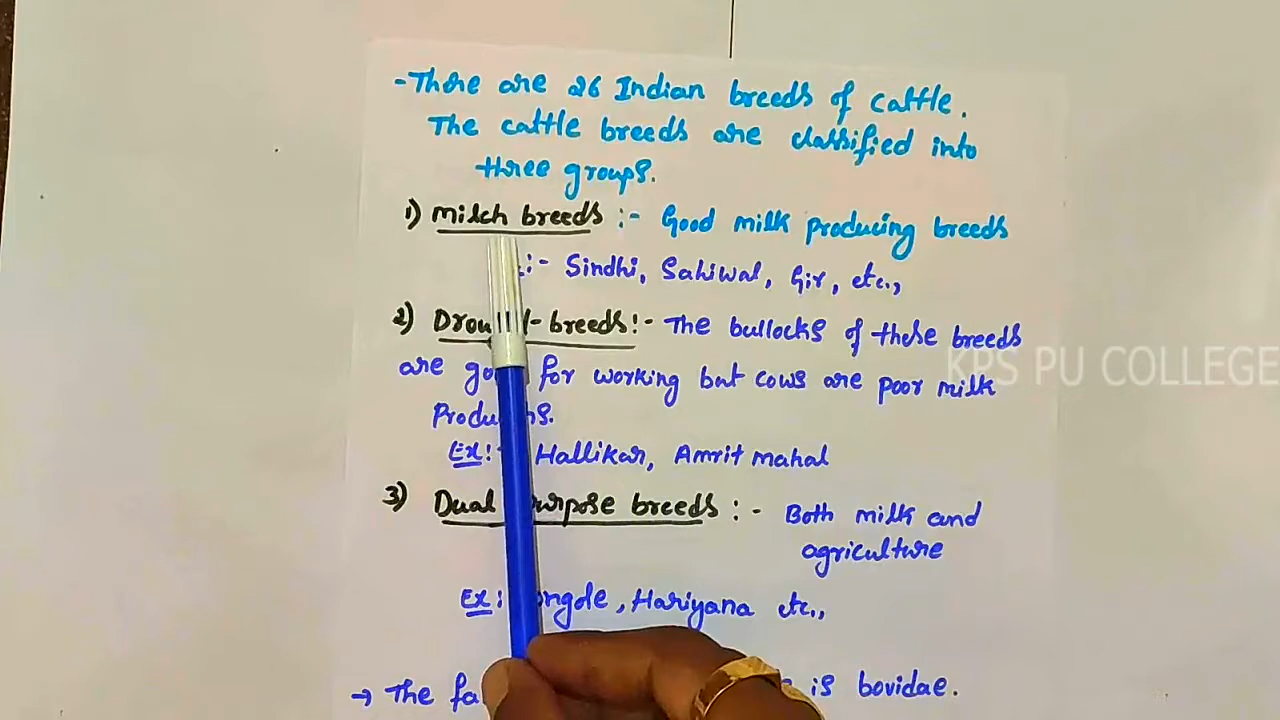 - There are 26 Indian breeds of cattle.
The cattle breeds are classified into
three groups.
1) Milch breeds :- Good milk producing breeds
:- Sindhi, Sahiwal, Gir, etc.,
2) breeds :- The bullocks of these breeds
are for working but cows are poor milk
KPS PU COLLEGE
Ex :- Hallikar, Amrit mahal
3) Dual purpose breeds :- Both milk and
agriculture
Ex : Hariyana etc.,
→ The is bovidae.